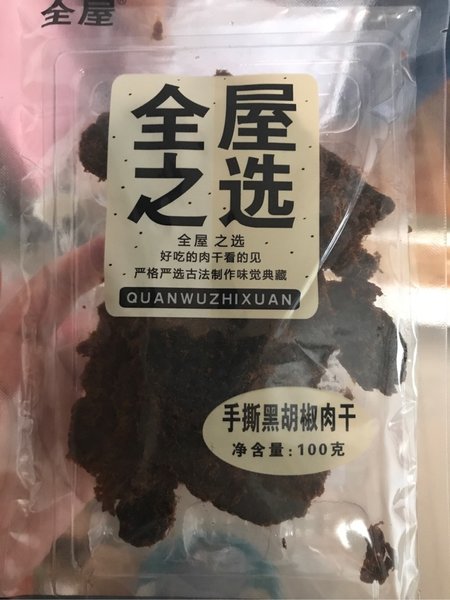 全屋®
全屋
之选
全屋 之选
好吃的肉干看的见
严格严选古法制作味觉典藏
QUANWUZHIXUAN
手撕黑胡椒肉干
净含量:100克